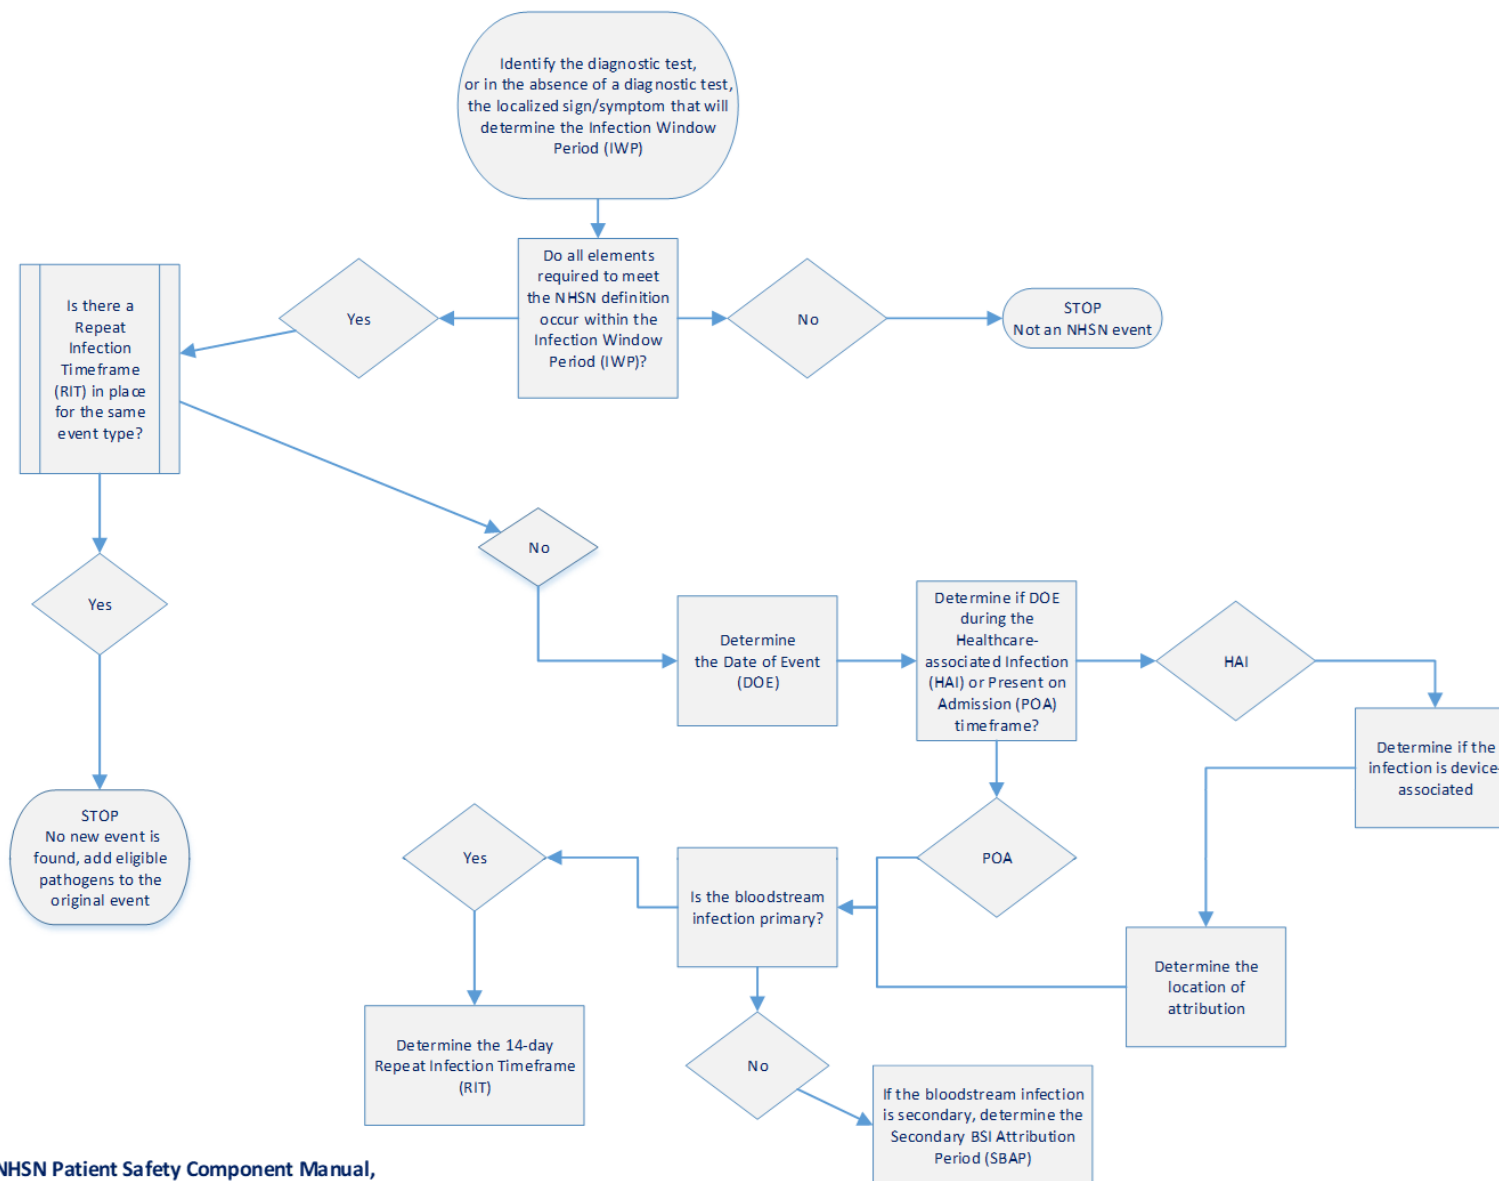 Identify the diagnostic test,
or in the absence of a diagnostic test,
the localized sign/symptom that will
determine the Infection Window
Period (IWP)
Do all elements
required to meet
the NHSN definition
occur within the
Infection Window
Period (IWP)?
Yes
No
STOP
Not an NHSN event
Is there a
Repeat
Infection
Timeframe
(RIT) in place
for the same
event type?
Yes
STOP
No new event is
found, add eligible
pathogens to the
original event
No
Determine
the Date of Event
(DOE)
Determine if DOE
during the
Healthcare-
associated Infection
(HAI) or Present on
Admission (POA)
timeframe?
HAI
Determine if the
infection is device-
associated
Determine the
location of
attribution
POA
Is the bloodstream
infection primary?
Yes
Determine the 14-day
Repeat Infection Timeframe
(RIT)
No
If the bloodstream infection
is secondary, determine the
Secondary BSI Attribution
Period (SBAP)
NHSN Patient Safety Component Manual,